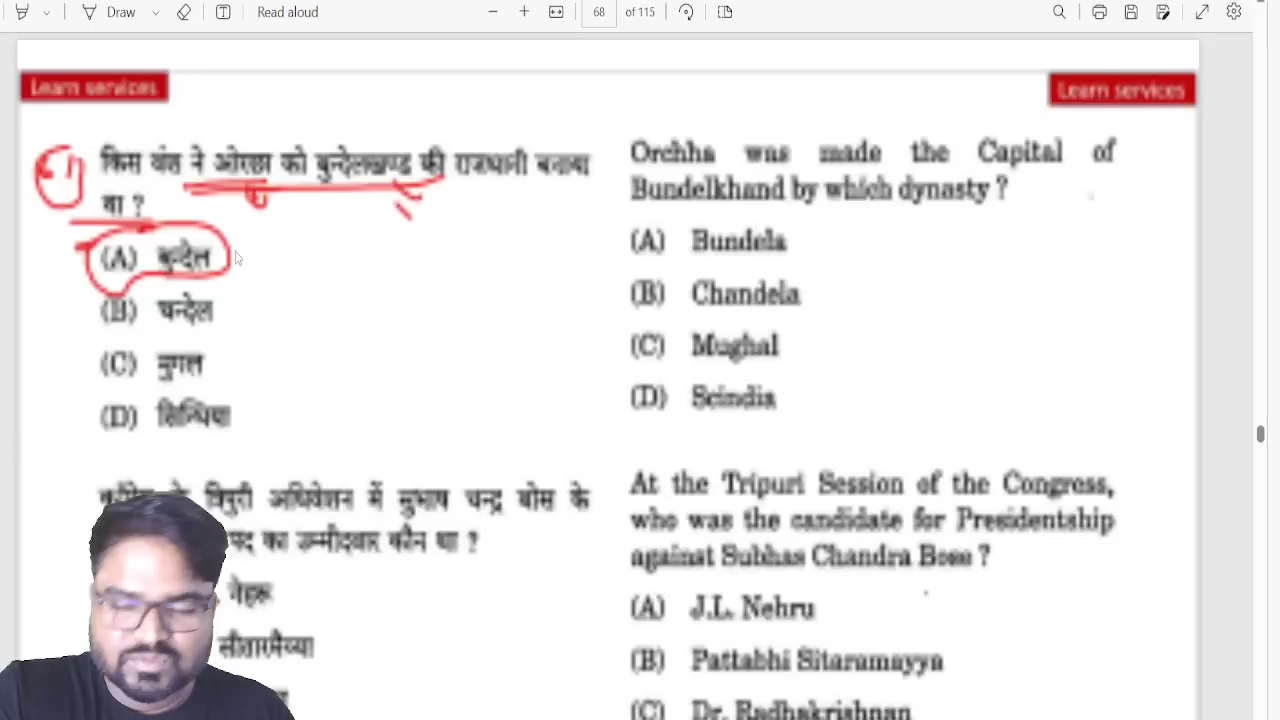 Draw
Read aloud
68 of 115
Learn services
Learn services
किस वंश ने ओरछा को बुन्देलखण्ड की राजधानी बनाया
था ?
(A) बुन्देल
(B) चन्देल
(C) मुगल
(D) सिन्धिया
त्रिपुरी अधिवेशन में सुभाष चन्द्र बोस के
पद का उम्मीदवार कौन था ?
नेहरू
सीतारमैय्या
Orchha was made the Capital of
Bundelkhand by which dynasty ?
(A) Bundela
(B) Chandela
(C) Mughal
(D) Scindia
At the Tripuri Session of the Congress,
who was the candidate for Presidentship
against Subhas Chandra Bose ?
(A) J.L. Nehru
(B) Pattabhi Sitaramayya
(C) Dr. Radhakrishnan